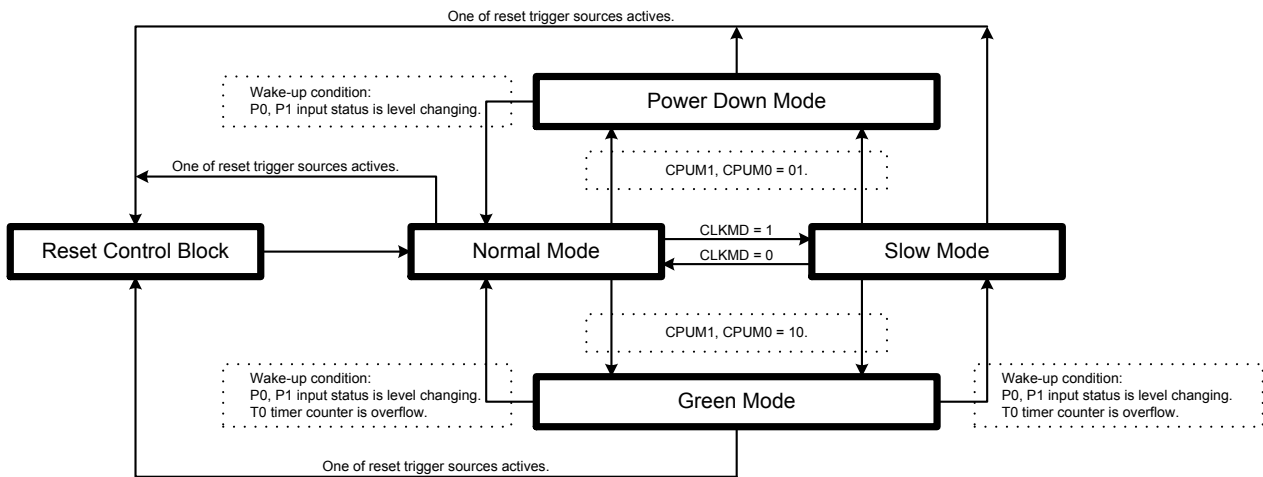 One of reset trigger sources actives.
Wake-up condition:
P0, P1 input status is level changing.
Power Down Mode
One of reset trigger sources actives.
CPUM1, CPUM0 = 01.
Reset Control Block
Normal Mode
CLKMD = 1
CLKMD = 0
Slow Mode
CPUM1, CPUM0 = 10.
Wake-up condition:
P0, P1 input status is level changing.
T0 timer counter is overflow.
Green Mode
Wake-up condition:
P0, P1 input status is level changing.
T0 timer counter is overflow.
One of reset trigger sources actives.